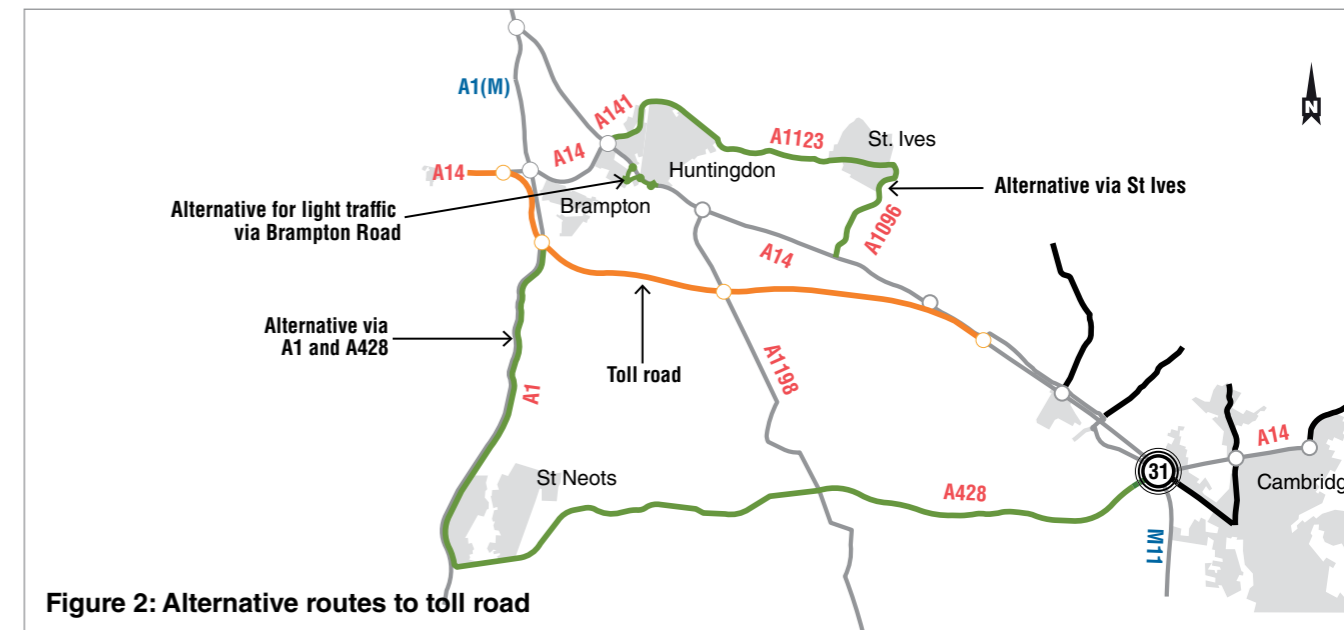 A1(M)
A141
A1123
St. Ives
N
A14
A14
Huntingdon
Alternative via St Ives
Alternative for light traffic
via Brampton Road
Brampton
A1096
A14
Alternative via
A1 and A428
Toll road
A1198
A1
St Neots
A428
31
A14
Cambridg
M11
Figure 2: Alternative routes to toll road